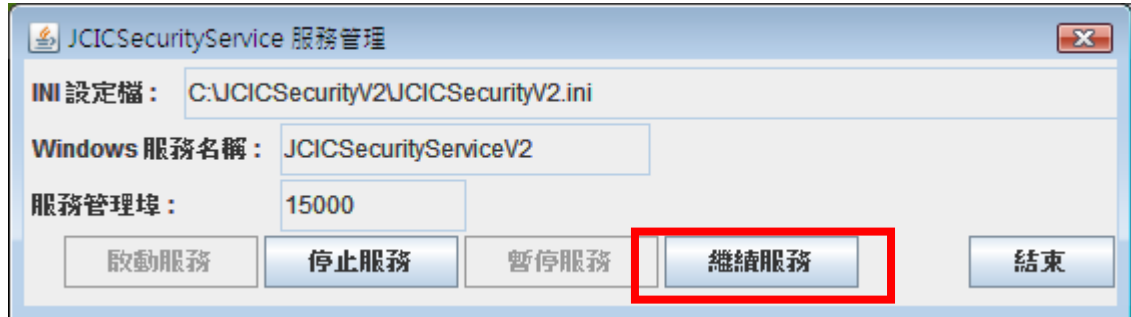 JCICSecurityService 服務管理
INI 設定檔： C:\JCICSecurityV2\JCICSecurityV2.ini
Windows 服務名稱： JCICSecurityServiceV2
服務管理埠： 15000
啟動服務 停止服務 暫停服務 繼續服務 結束